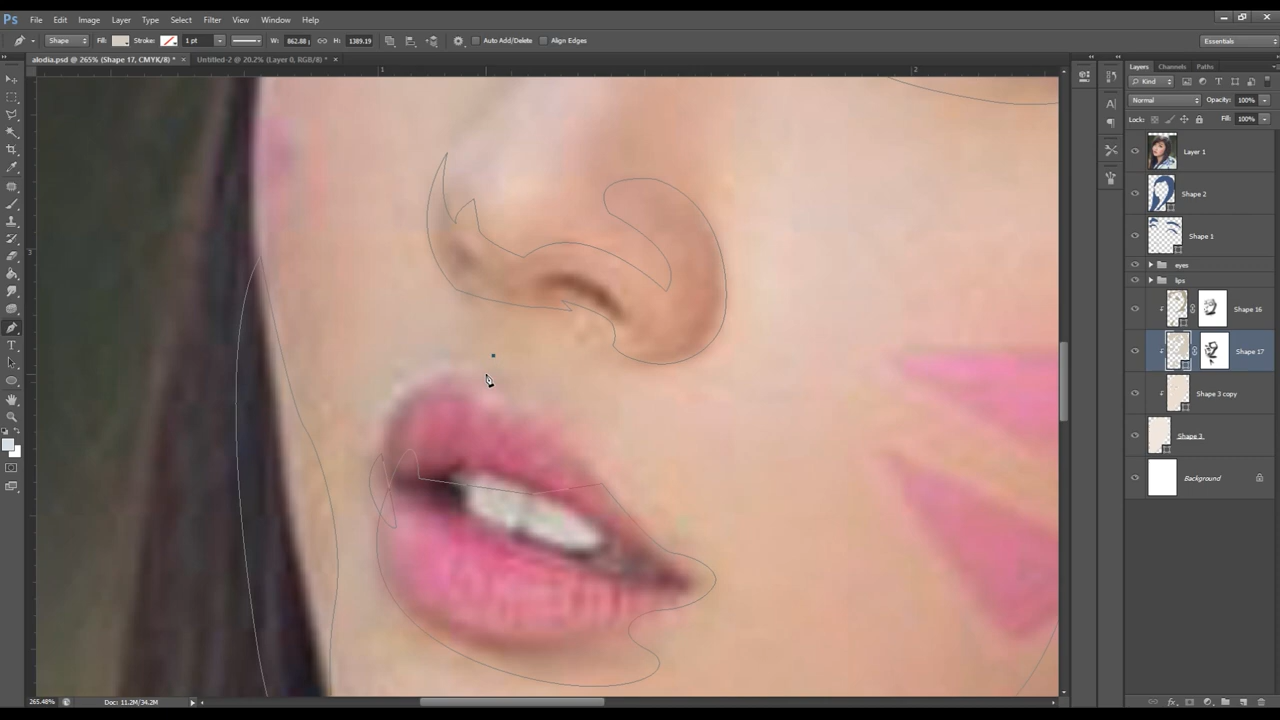 Ps File Edit Image Layer Type Select Filter View Window Help
Shape Fill: Stroke: 1 pt W: 862.88 H: 1389.19 Auto Add/Delete Align Edges Essentials
alodia.psd @ 265% (Shape 17, CMYK/8) * × Untitled-2 @ 20.2% (Layer 0, RGB/8) * ×
Layers Channels Paths
Kind
Normal Opacity: 100%
Lock: Fill: 100%
Layer 1
Shape 2
Shape 1
eyes
lips
Shape 16
Shape 17
Shape 3 copy
Shape 3
Background
1 2
3
265.48% Doc: 11.2M/34.2M